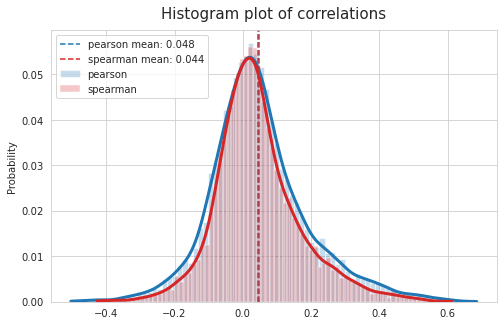 Histogram plot of correlations
pearson mean: 0.048
spearman mean: 0.044
pearson
spearman
Probability
0.05
0.04
0.03
0.02
0.01
0.00
−0.4 −0.2 0.0 0.2 0.4 0.6